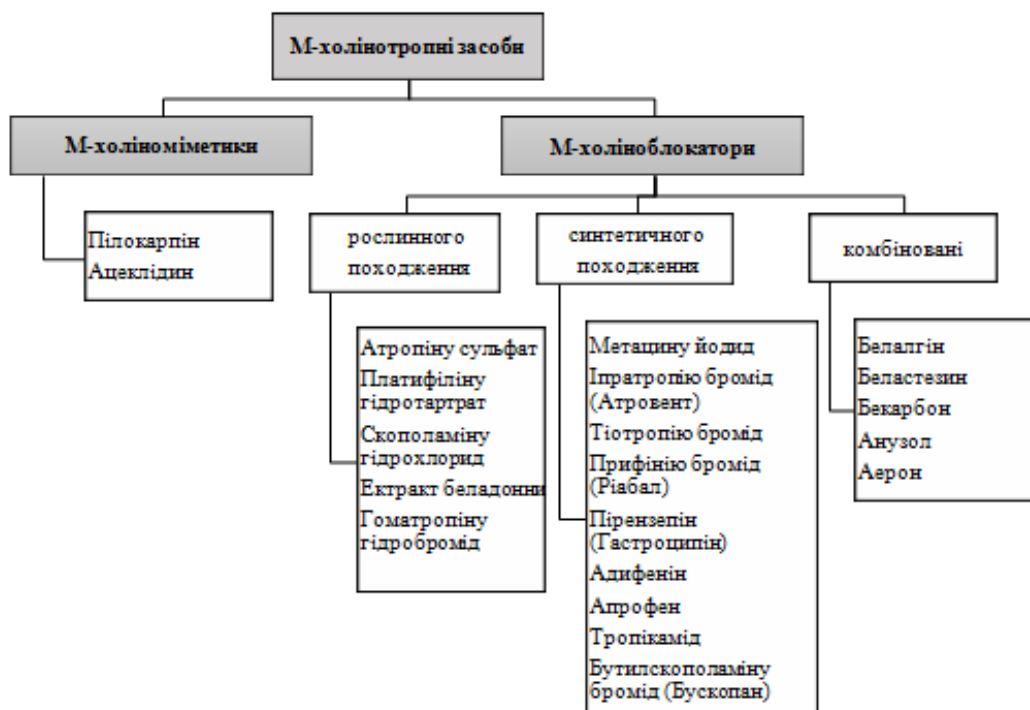 М-холінотропні засоби
М-холіноміметики
М-холіноблокатори
Пілокарпін
Ацеклідин
рослинного
походження
синтетичного
походження
комбіновані
Атропіну сульфат
Платифіліну
гідротартрат
Скополаміну
гідрохлорид
Ектракт беладонни
Гоматропіну
гідробромід
Метацину йодид
Іпратропію бромід
(Атровент)
Тіотропію бромід
Прифінію бромід
(Ріабал)
Пірензепін
(Гастроципін)
Адифенін
Апрофен
Тропікамід
Бутилскополаміну
бромід (Бускопан)
Белалгін
Беластезин
Бекарбон
Анузол
Аерон